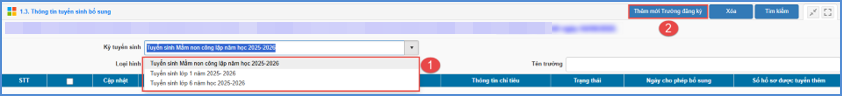 1.3. Thông tin tuyển sinh bổ sung
Thêm mới Trường đăng ký Xóa Tìm kiếm
2
Kỳ tuyển sinh Tuyển sinh Mầm non công lập năm học 2025-2026
Loại hình Tuyển sinh Mầm non công lập năm học 2025-2026 1 Tên trường
Tuyển sinh lớp 1 năm 2025- 2026
STT Cập nhật Tuyển sinh lớp 6 năm học 2025-2026 Thông tin chỉ tiêu Trạng thái Ngày cho phép bổ sung Số hồ sơ được tuyển thêm